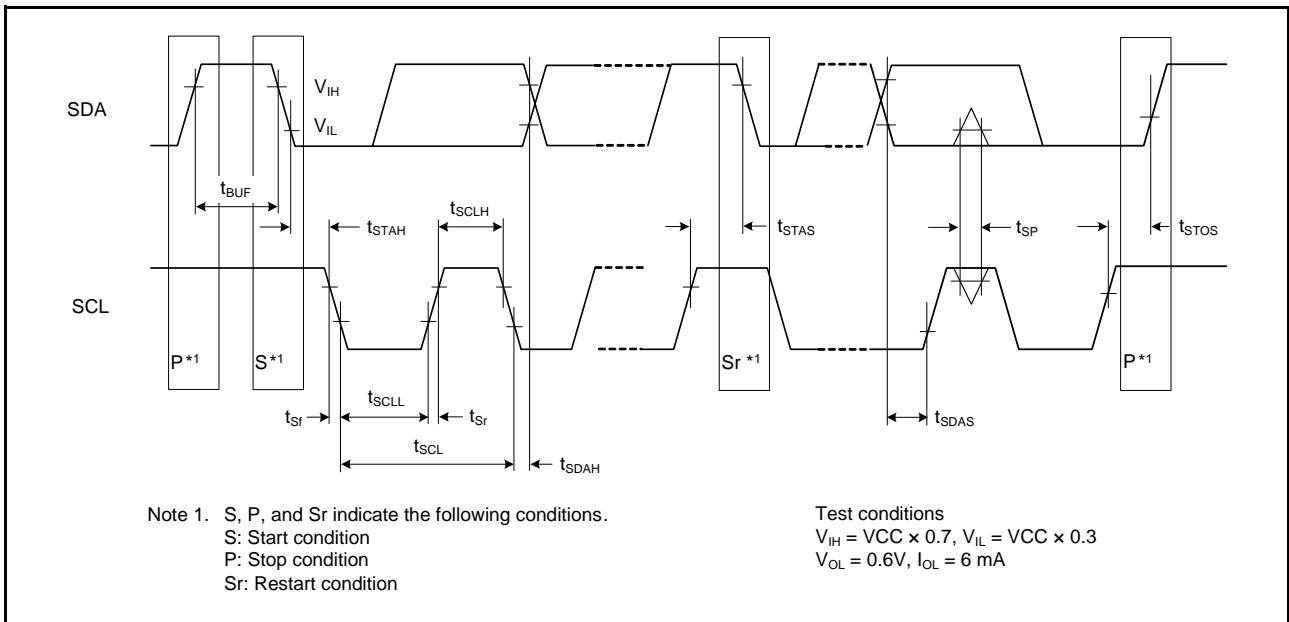 SDA
V_IH
V_IL
t_BUF
t_STAH
t_SCLH
t_STAS
t_SP
t_STOS
SCL
P*1
S*1
Sr *1
P*1
t_Sf
t_SCLL
t_Sr
t_SCL
t_SDAH
t_SDAS
Note 1. S, P, and Sr indicate the following conditions.
S: Start condition
P: Stop condition
Sr: Restart condition
Test conditions
V_IH = VCC × 0.7, V_IL = VCC × 0.3
V_OL = 0.6V, I_OL = 6 mA